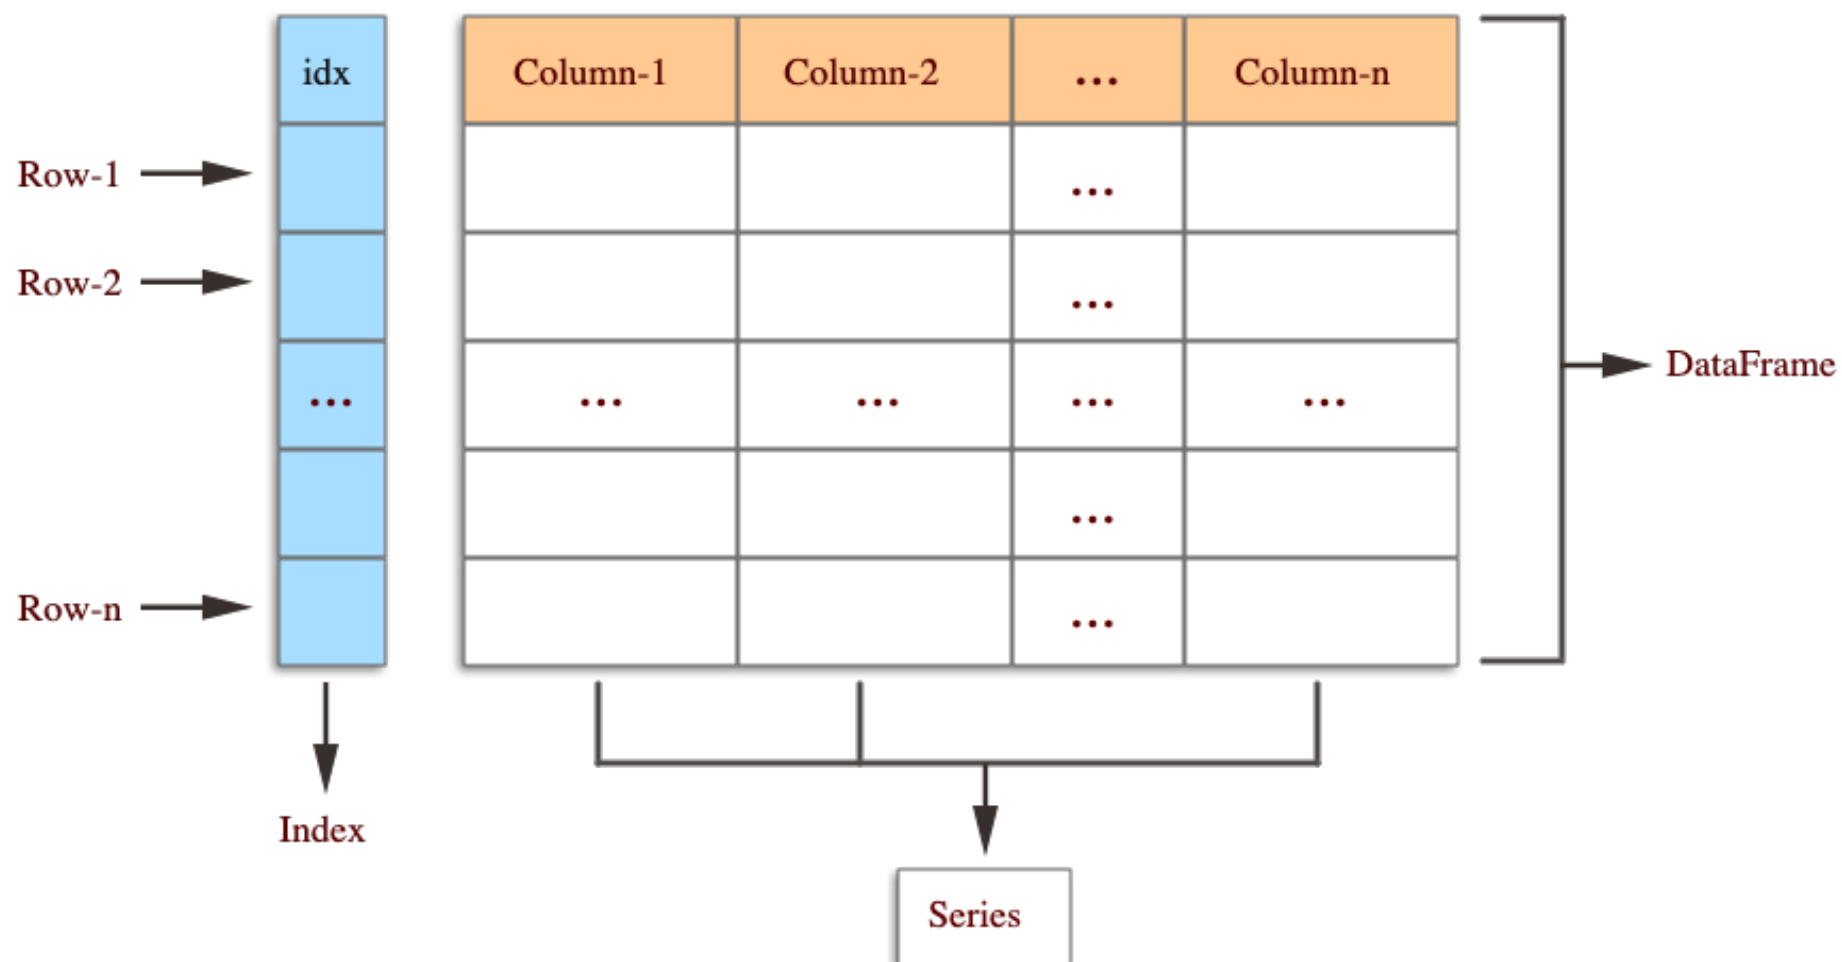 idx Column-1 Column-2 ... Column-n
Row-1 ...
Row-2 ...
... ... ... ... ...
...
Row-n ...
DataFrame
Index
Series